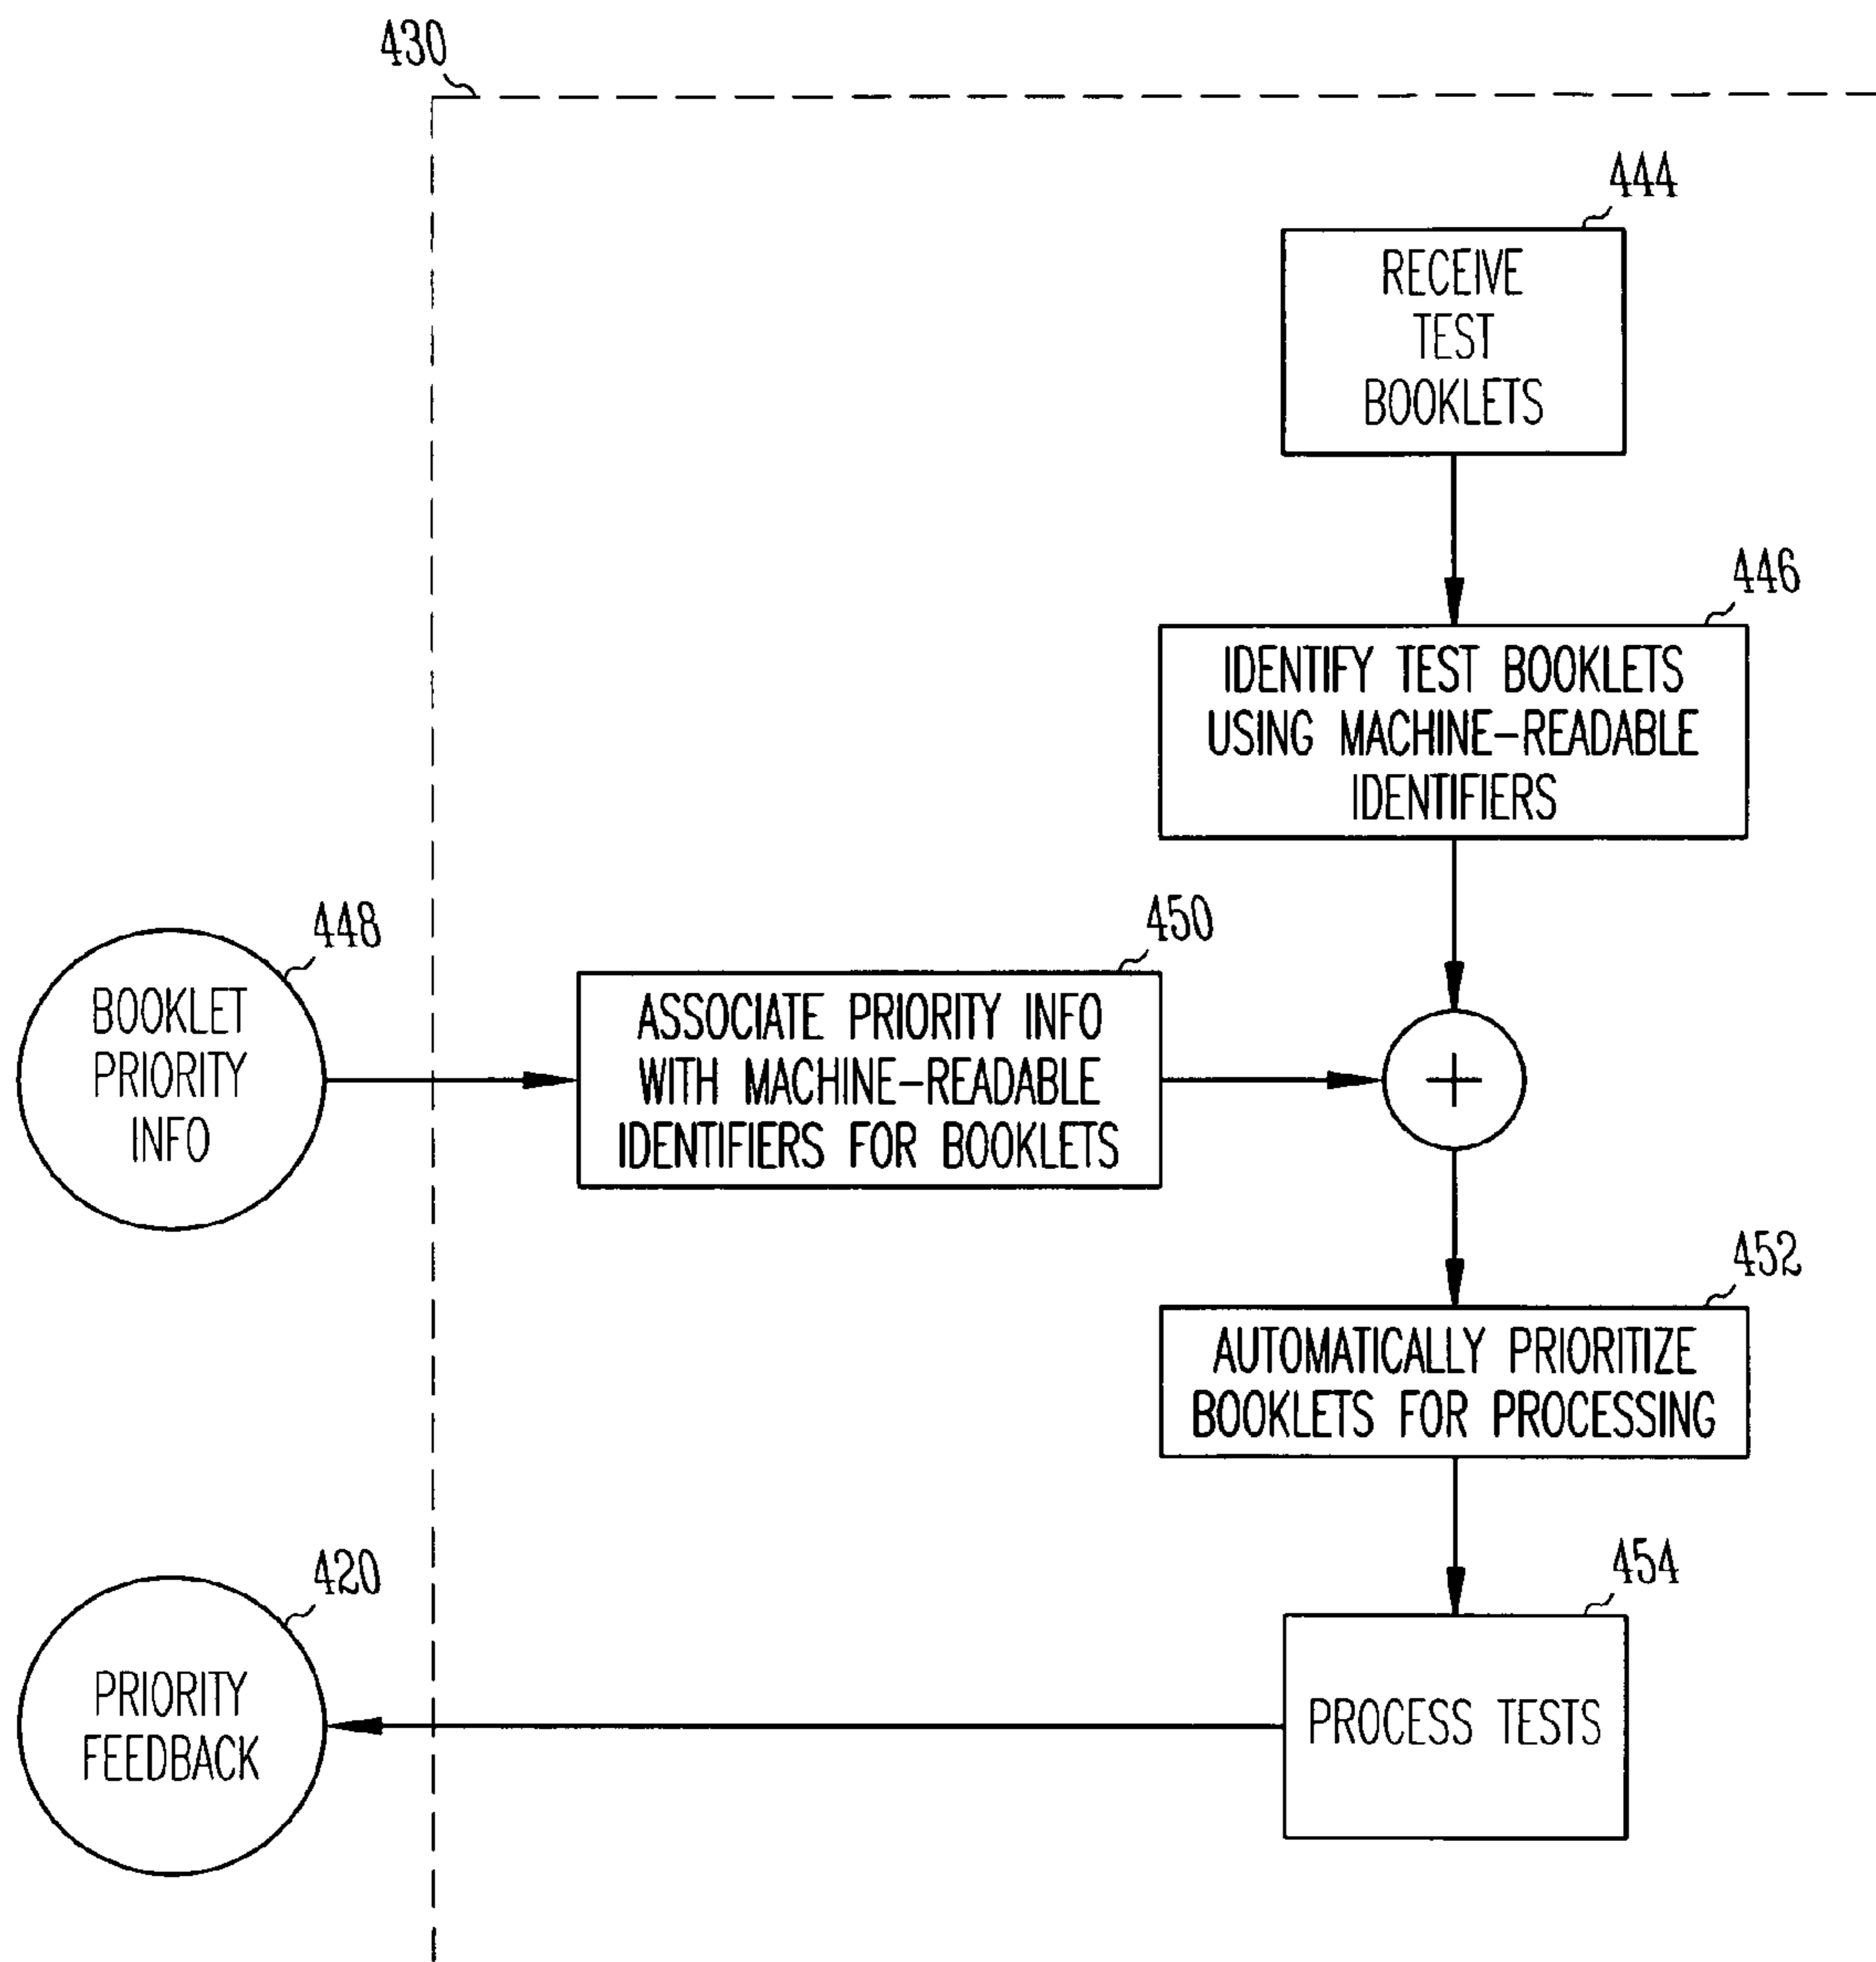 430
444
RECEIVE
TEST
BOOKLETS
446
IDENTIFY TEST BOOKLETS
USING MACHINE-READABLE
IDENTIFIERS
448
BOOKLET
PRIORITY
INFO
450
ASSOCIATE PRIORITY INFO
WITH MACHINE-READABLE
IDENTIFIERS FOR BOOKLETS
+
452
AUTOMATICALLY PRIORITIZE
BOOKLETS FOR PROCESSING
420
PRIORITY
FEEDBACK
454
PROCESS TESTS